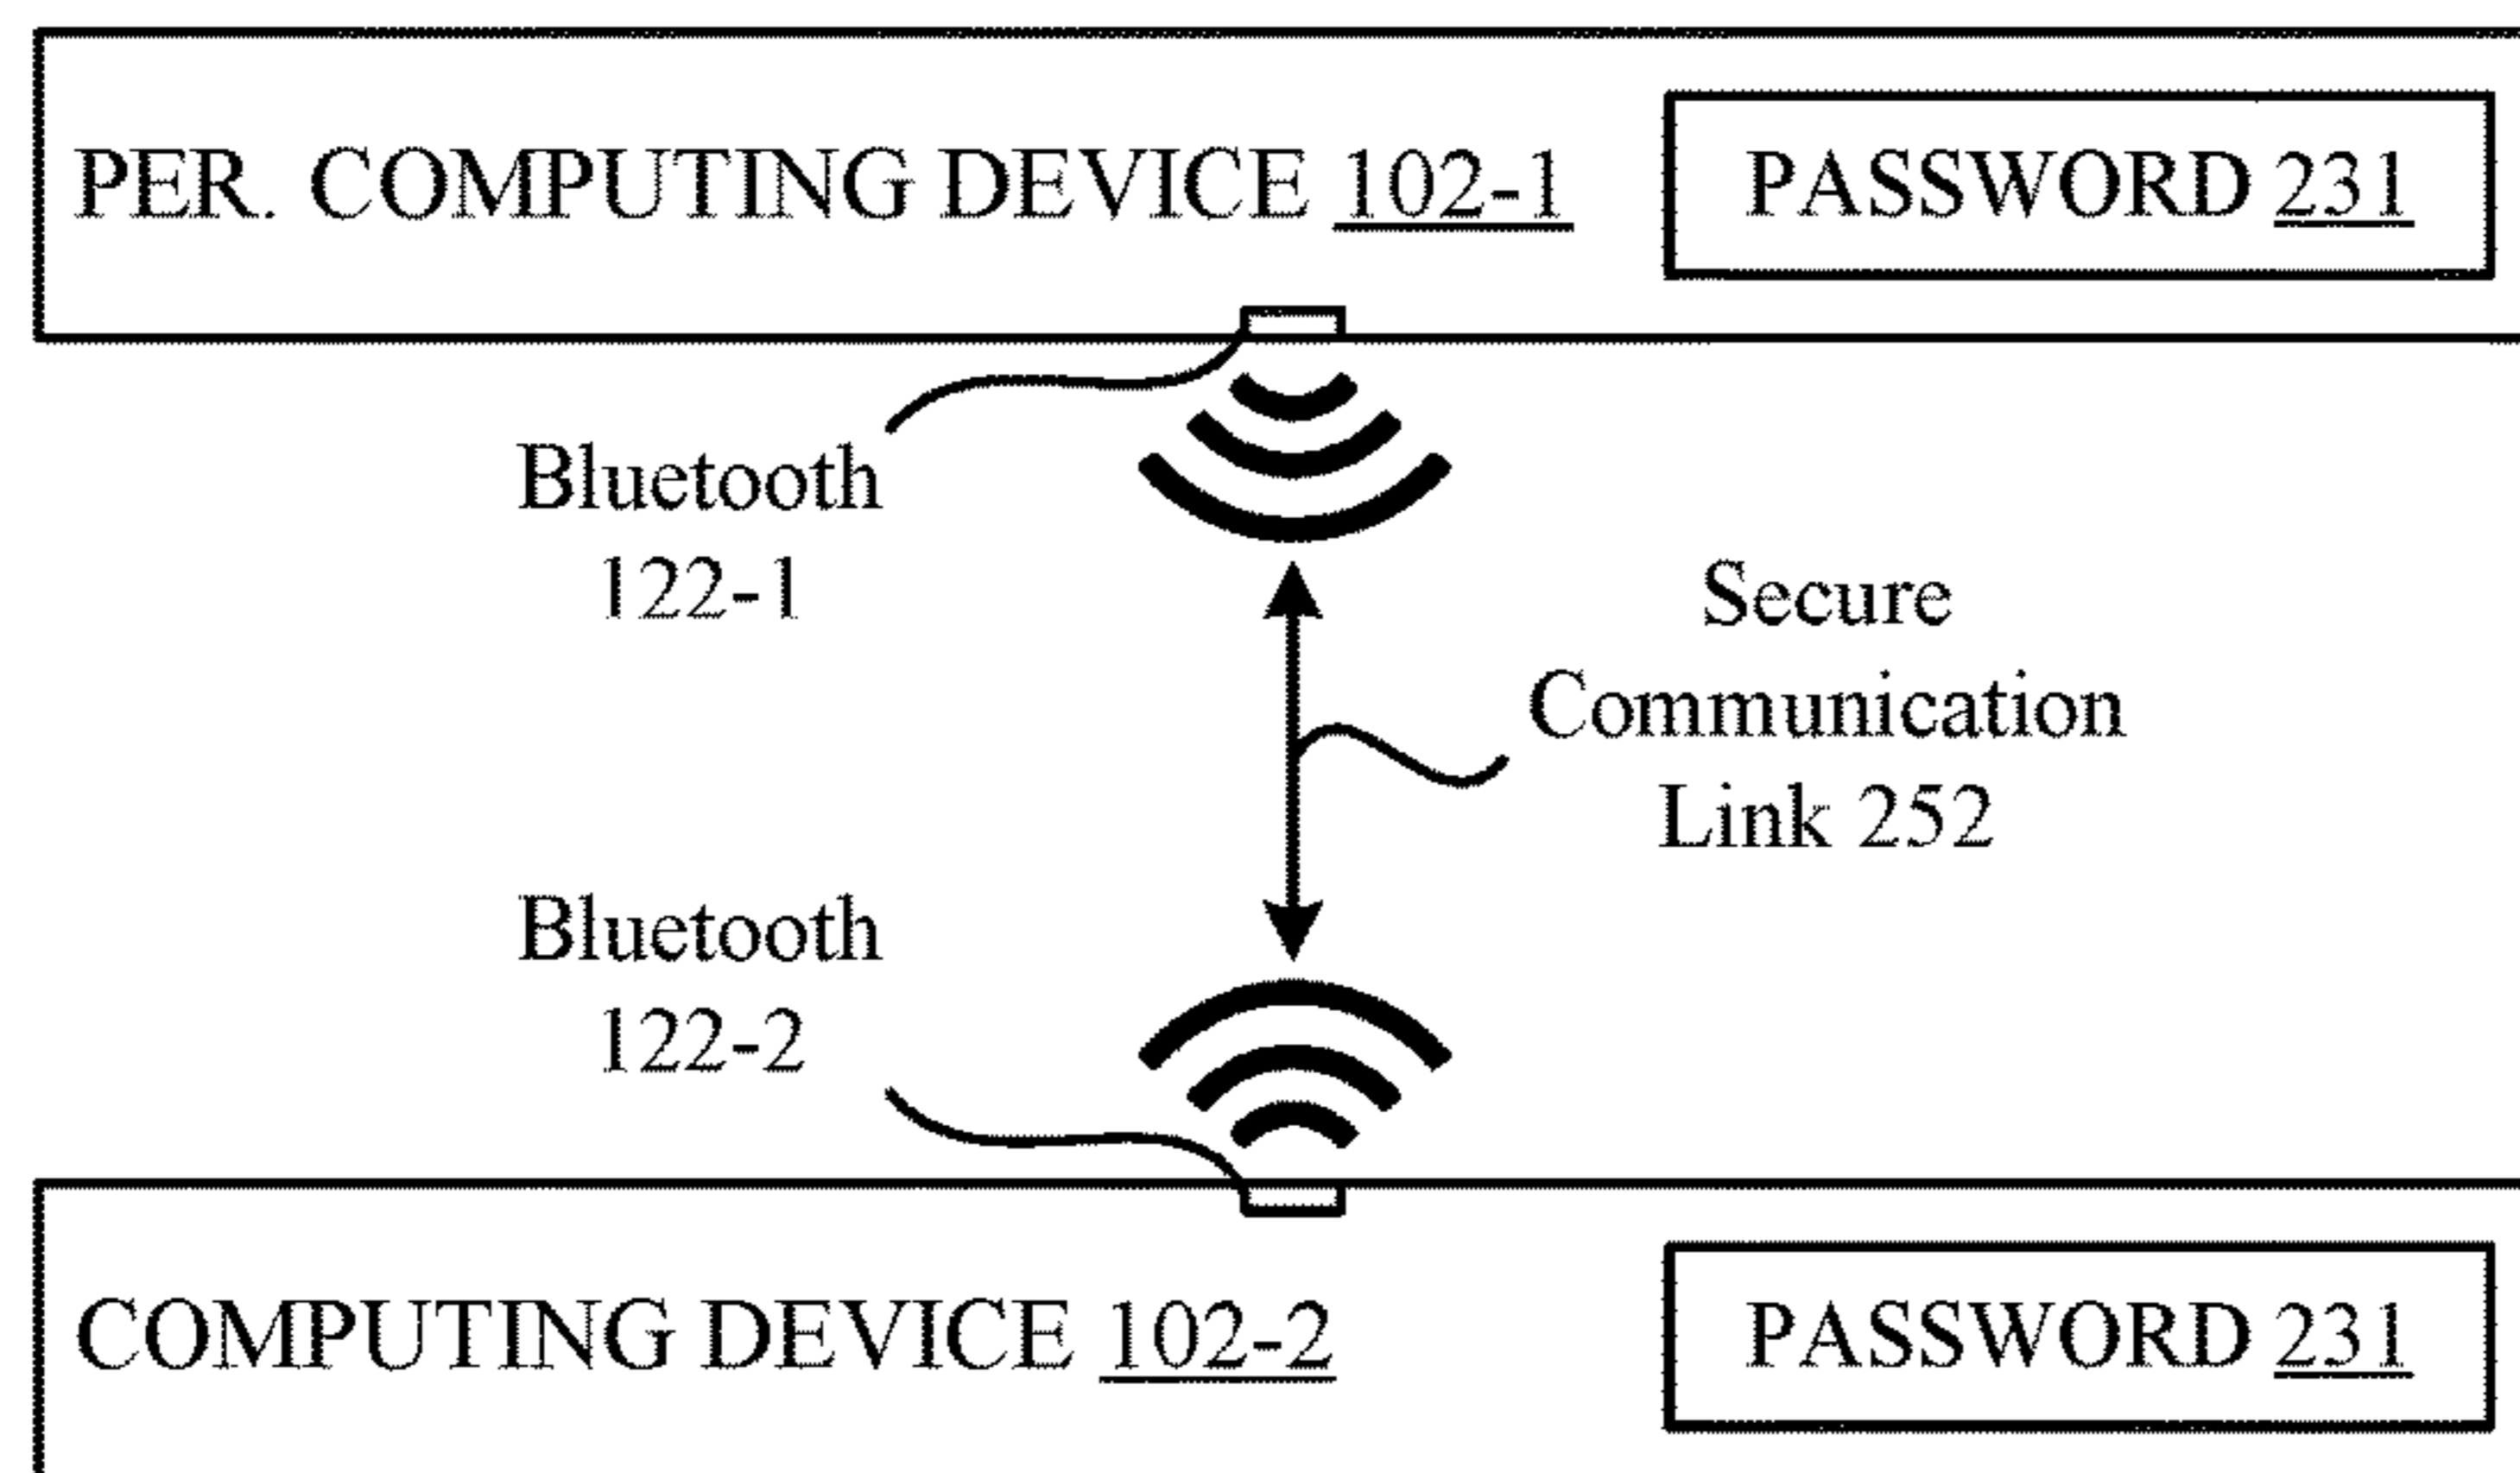 PER. COMPUTING DEVICE 102-1
PASSWORD 231
Bluetooth
122-1
Secure
Communication
Link 252
Bluetooth
122-2
COMPUTING DEVICE 102-2
PASSWORD 231